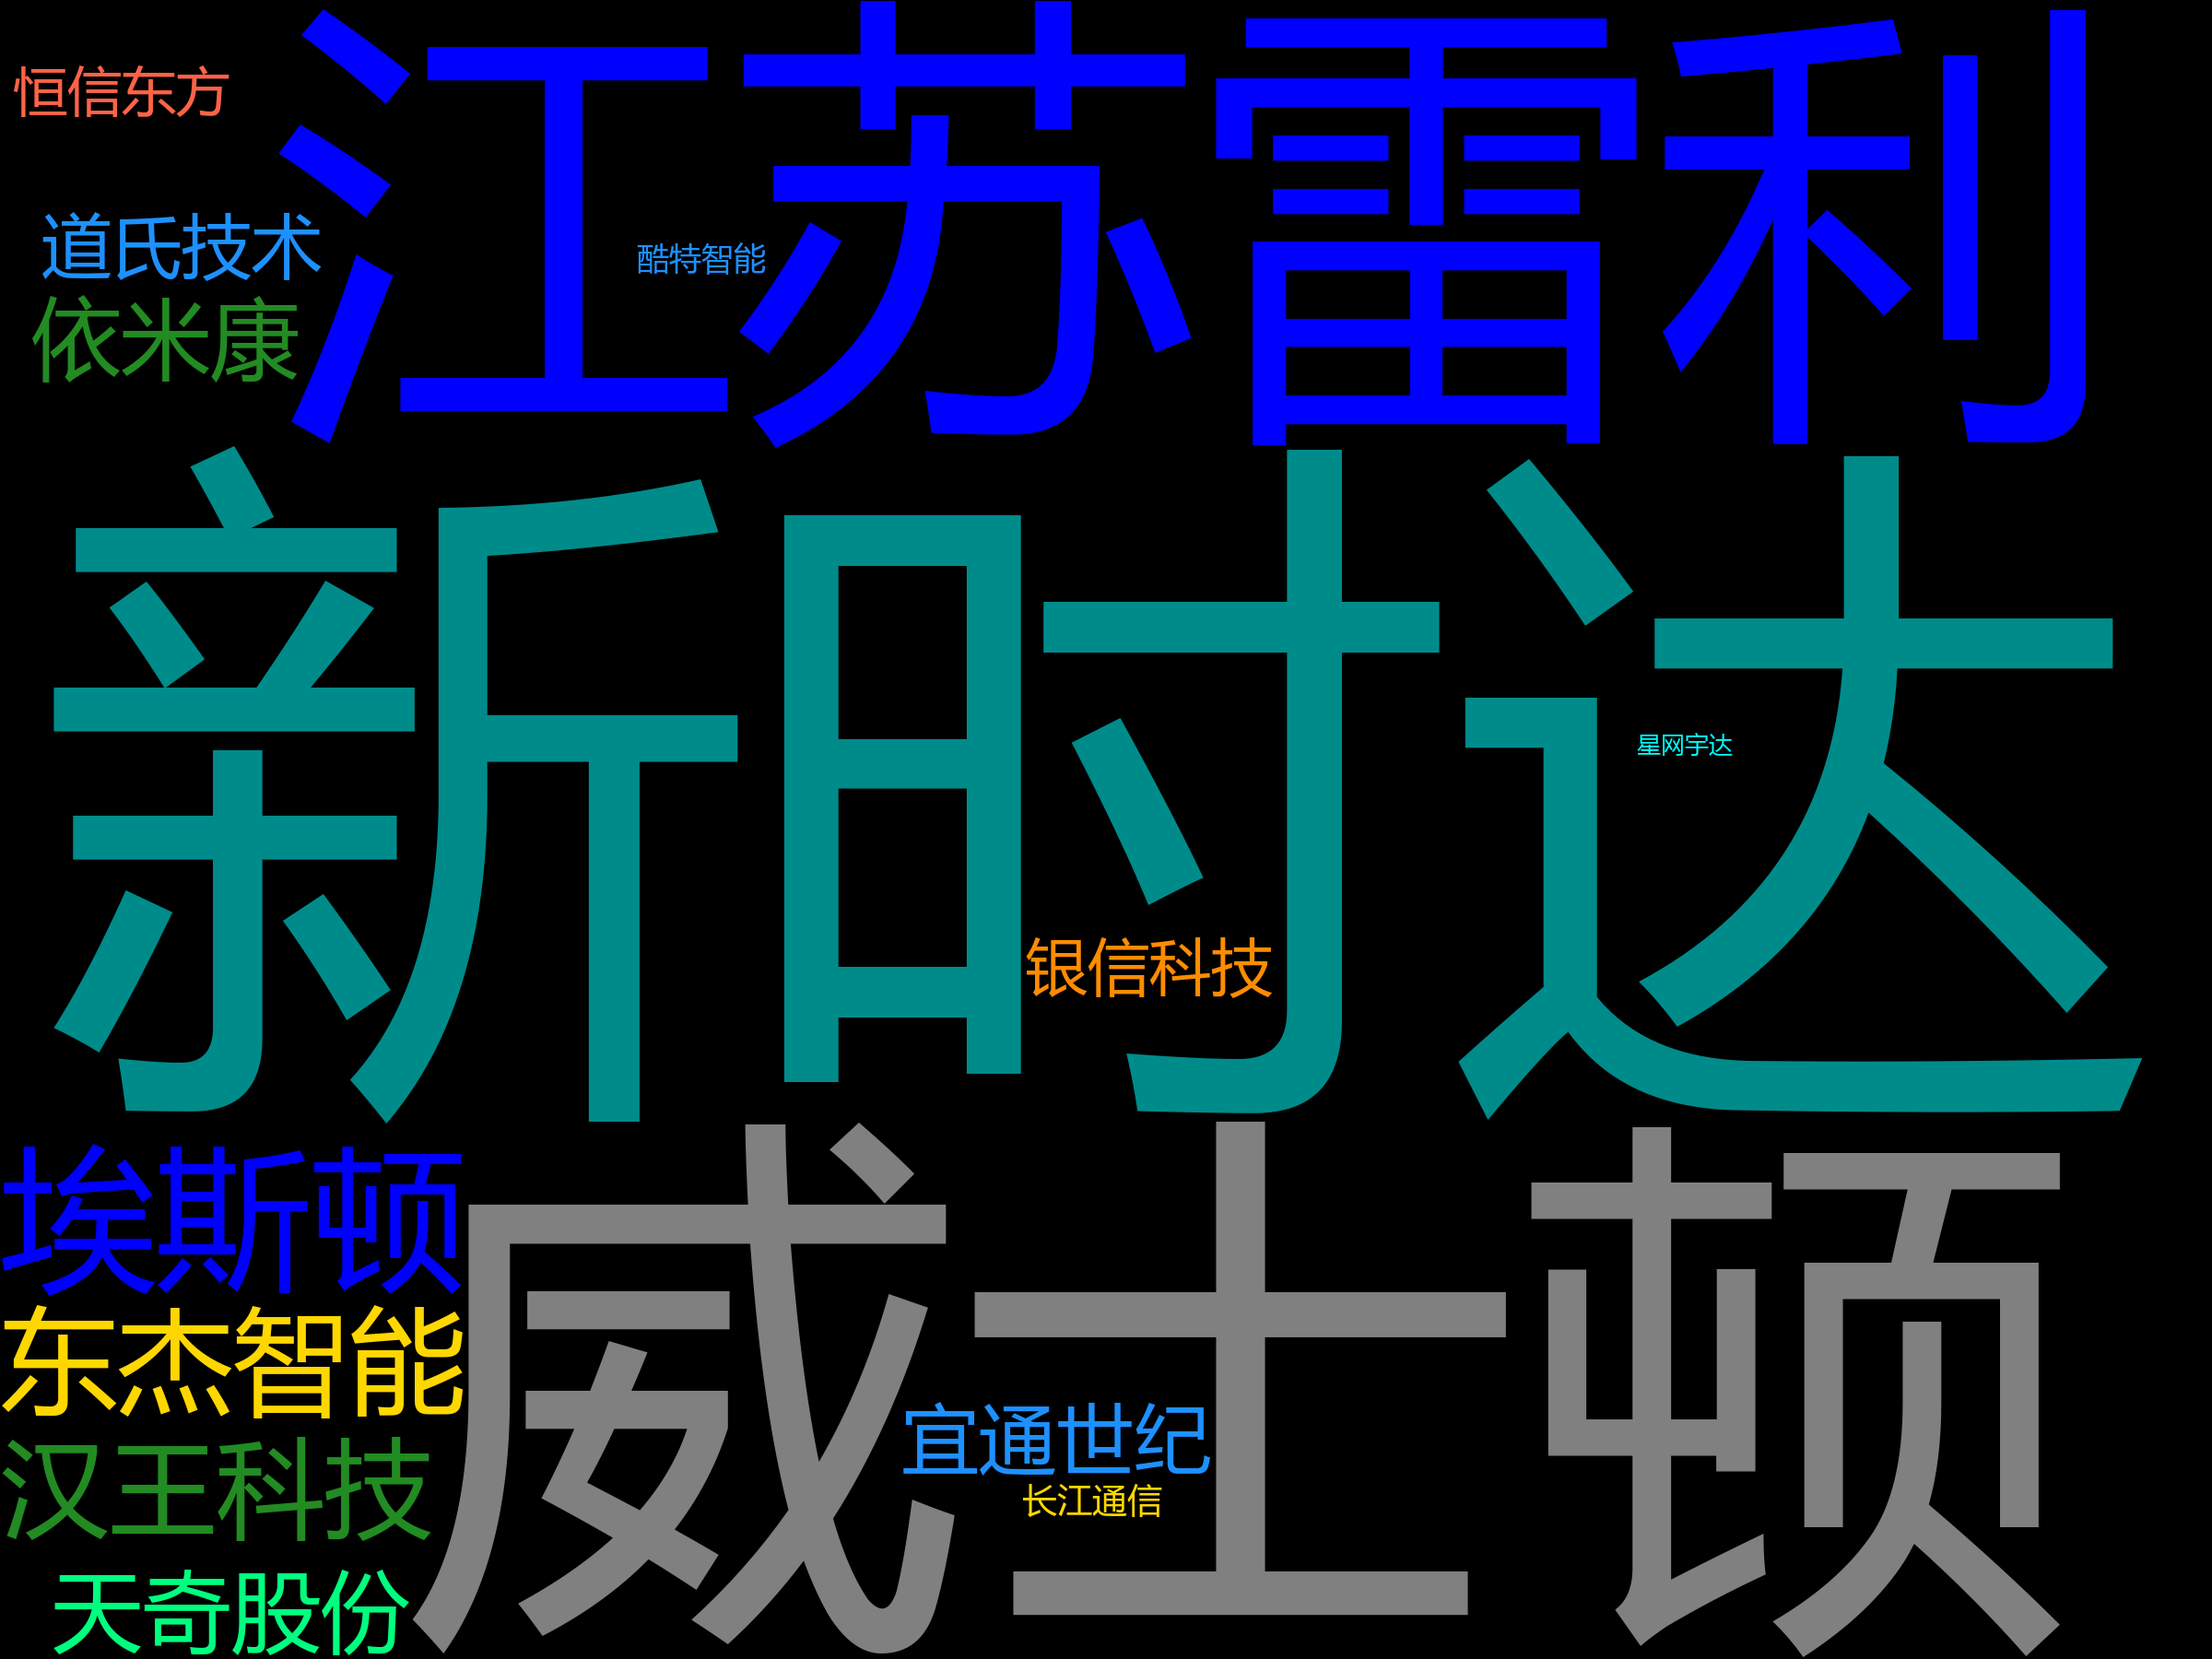 江苏雷利
恒信东方
道氏技术
酷特智能
依米康
新时达
星网宇达
银信科技
埃斯顿
威士顿
东杰智能
宜通世纪
汉王科技
长江通信
天奇股份